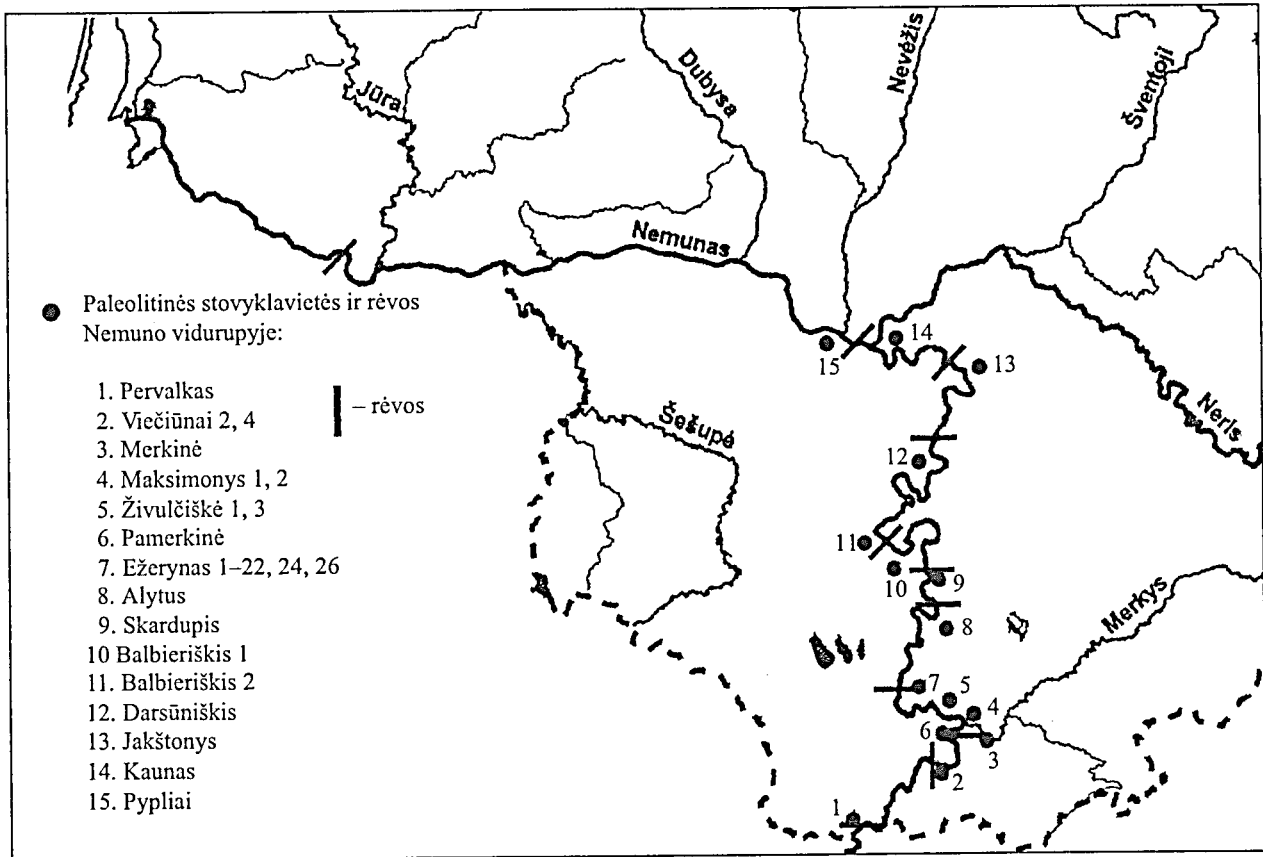 Jūra
Dubysa
Nevėžis
Šventoji
Nemunas
Paleolitinės stovyklavietės ir rėvos
Nemuno vidurupyje:
14
15
13
1. Pervalkas
2. Viečiūnai 2, 4
– rėvos
3. Merkinė
4. Maksimonys 1, 2
5. Živulčiškė 1, 3
6. Pamerkinė
7. Ežerynas 1–22, 24, 26
8. Alytus
9. Skardupis
10 Balbieriškis 1
11. Balbieriškis 2
12. Darsūniškis
13. Jakštonys
14. Kaunas
15. Pypliai
Šešupė
Neris
12
11
10
9
Merkys
8
7
5
4
6
3
2
1